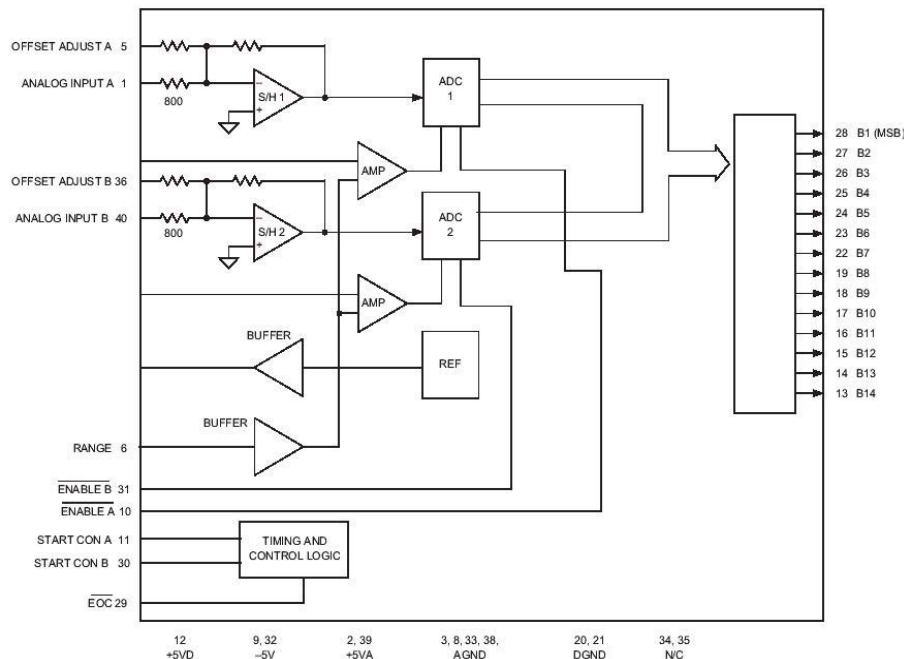 OFFSET ADJUST A 5
ANALOG INPUT A 1
800
S/H 1
ADC
1
AMP
OFFSET ADJUST B 36
ANALOG INPUT B 40
800
S/H 2
ADC
2
AMP
BUFFER
REF
BUFFER
RANGE 6
ENABLE B 31
ENABLE A 10
START CON A 11
START CON B 30
EOC 29
TIMING AND
CONTROL LOGIC
28 B1 (MSB)
27 B2
26 B3
25 B4
24 B5
23 B6
22 B7
19 B8
18 B9
17 B10
16 B11
15 B12
14 B13
13 B14
12
+5VD
9, 32
–5V
2, 39
+5VA
3, 8, 33, 38,
AGND
20, 21
DGND
34, 35
N/C